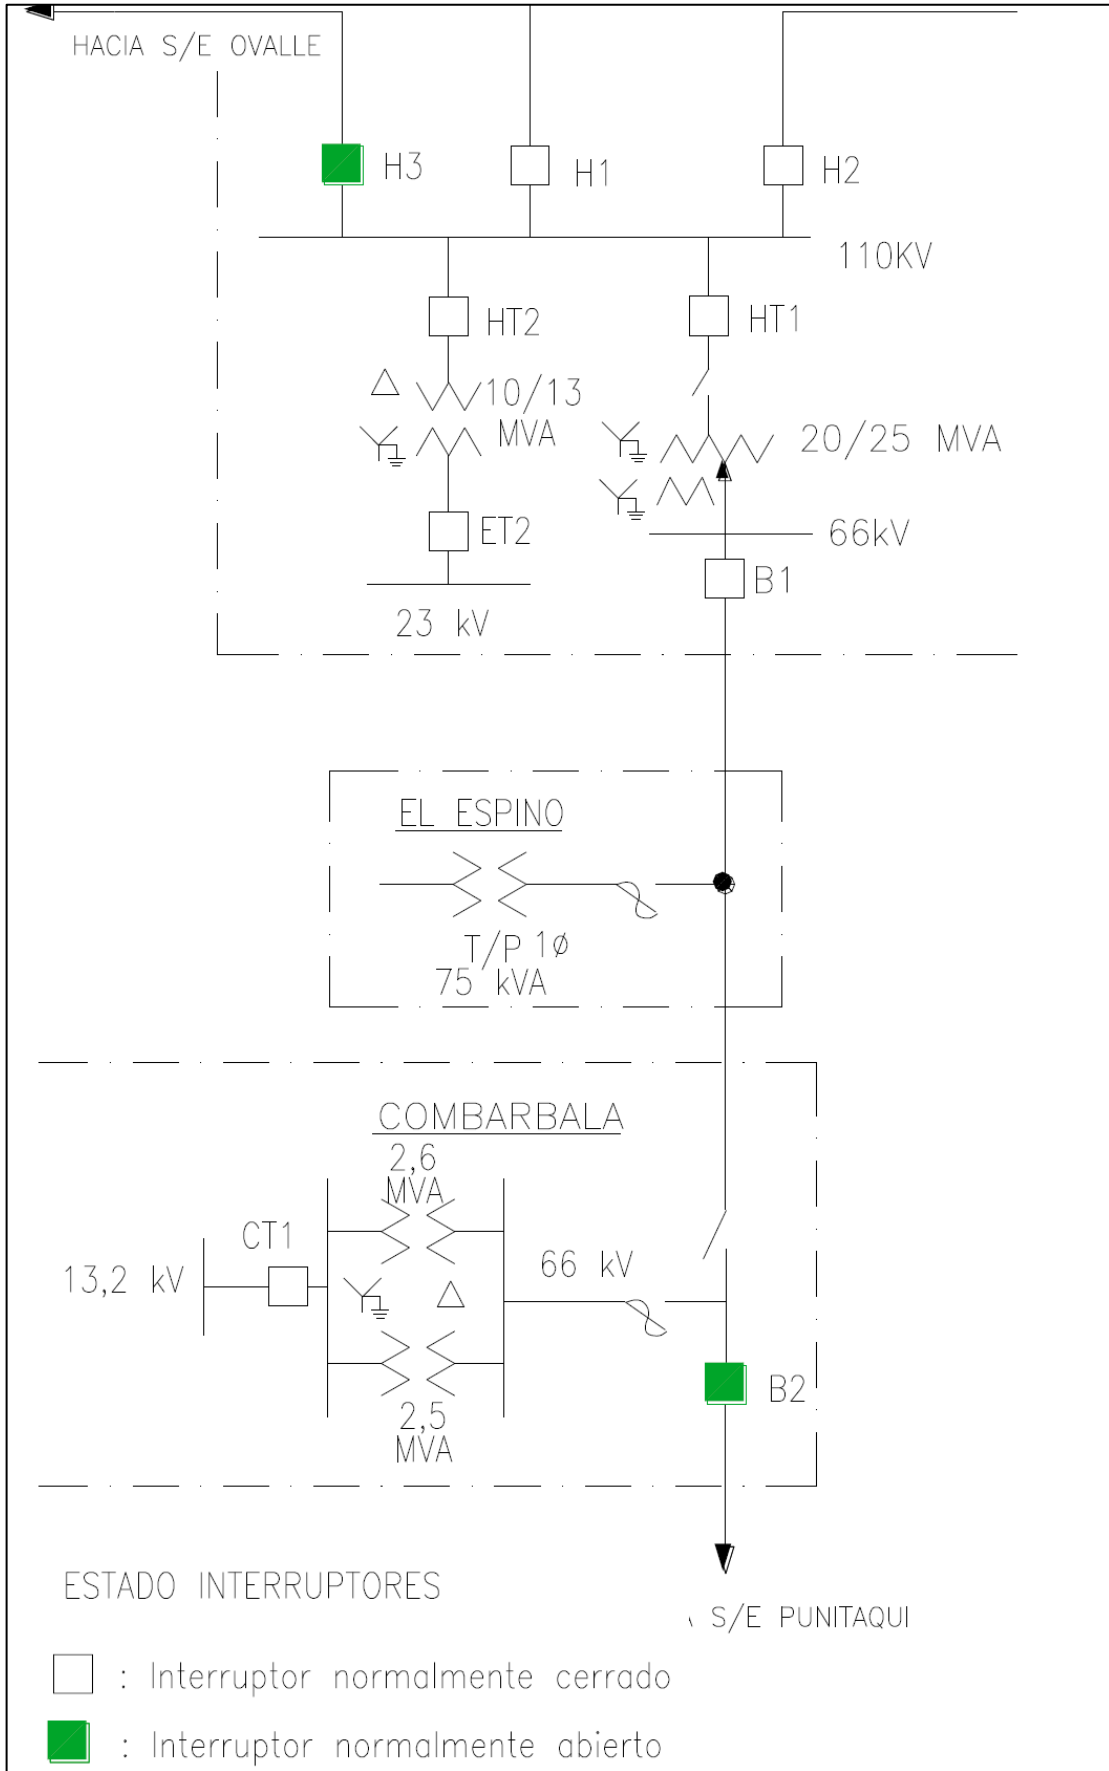 HACIA S/E OVALLE
H3
H1
H2
110KV
HT2
HT1
10/13
MVA
20/25 MVA
ET2
66kV
B1
23 kV
EL ESPINO
T/P 1ø
75 kVA
COMBARBALA
2,6
MVA
CT1
66 kV
13,2 kV
B2
2,5
MVA
ESTADO INTERRUPTORES
S/E PUNITAQUI
: Interruptor normalmente cerrado
: Interruptor normalmente abierto